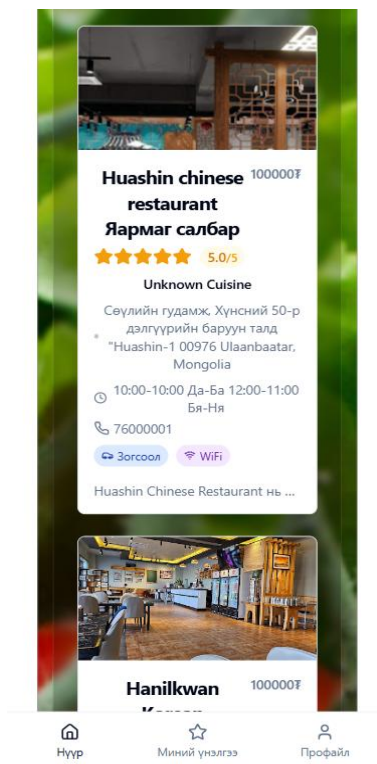 Huashin chinese 100000₮
restaurant
Яармаг салбар
5.0/5
Unknown Cuisine
Сөүлийн гудамж, Хүнсний 50-р
дэлгүүрийн баруун талд
"Huashin-1 00976 Ulaanbaatar,
Mongolia
10:00-10:00 Да-Ба 12:00-11:00
Бя-Ня
76000001
Зогсоол WiFi
Huashin Chinese Restaurant нь ...
Hanilkwan 100000₮
Korean
Нүүр Миний үнэлгээ Профайл